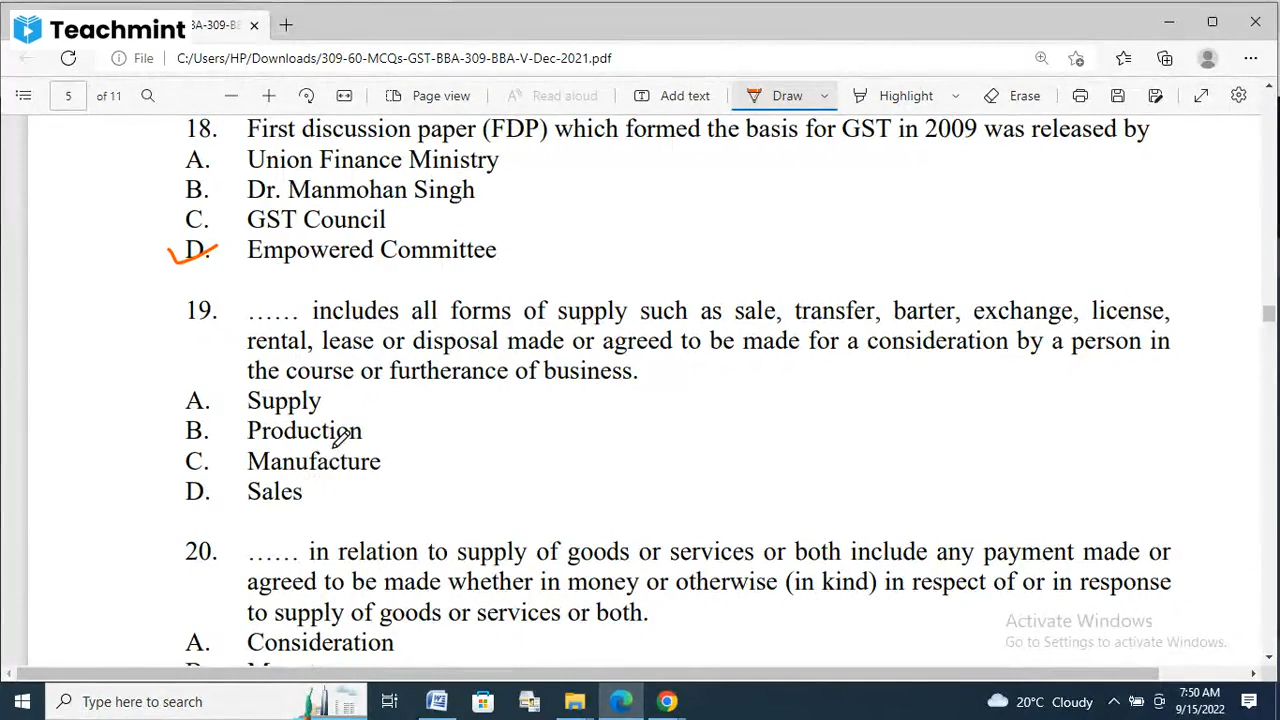 Teachmint
BA-309-BB
File C:/Users/HP/Downloads/309-60-MCQs-GST-BBA-309-BBA-V-Dec-2021.pdf
5 of 11 Page view Read aloud Add text Draw Highlight Erase
18. First discussion paper (FDP) which formed the basis for GST in 2009 was released by
A. Union Finance Ministry
B. Dr. Manmohan Singh
C. GST Council
D. Empowered Committee
19. …… includes all forms of supply such as sale, transfer, barter, exchange, license,
rental, lease or disposal made or agreed to be made for a consideration by a person in
the course or furtherance of business.
A. Supply
B. Production
C. Manufacture
D. Sales
20. …… in relation to supply of goods or services or both include any payment made or
agreed to be made whether in money or otherwise (in kind) in respect of or in response
to supply of goods or services or both.
A. Consideration
Activate Windows
Go to Settings to activate Windows.
Type here to search
20°C Cloudy
7:50 AM
9/15/2022